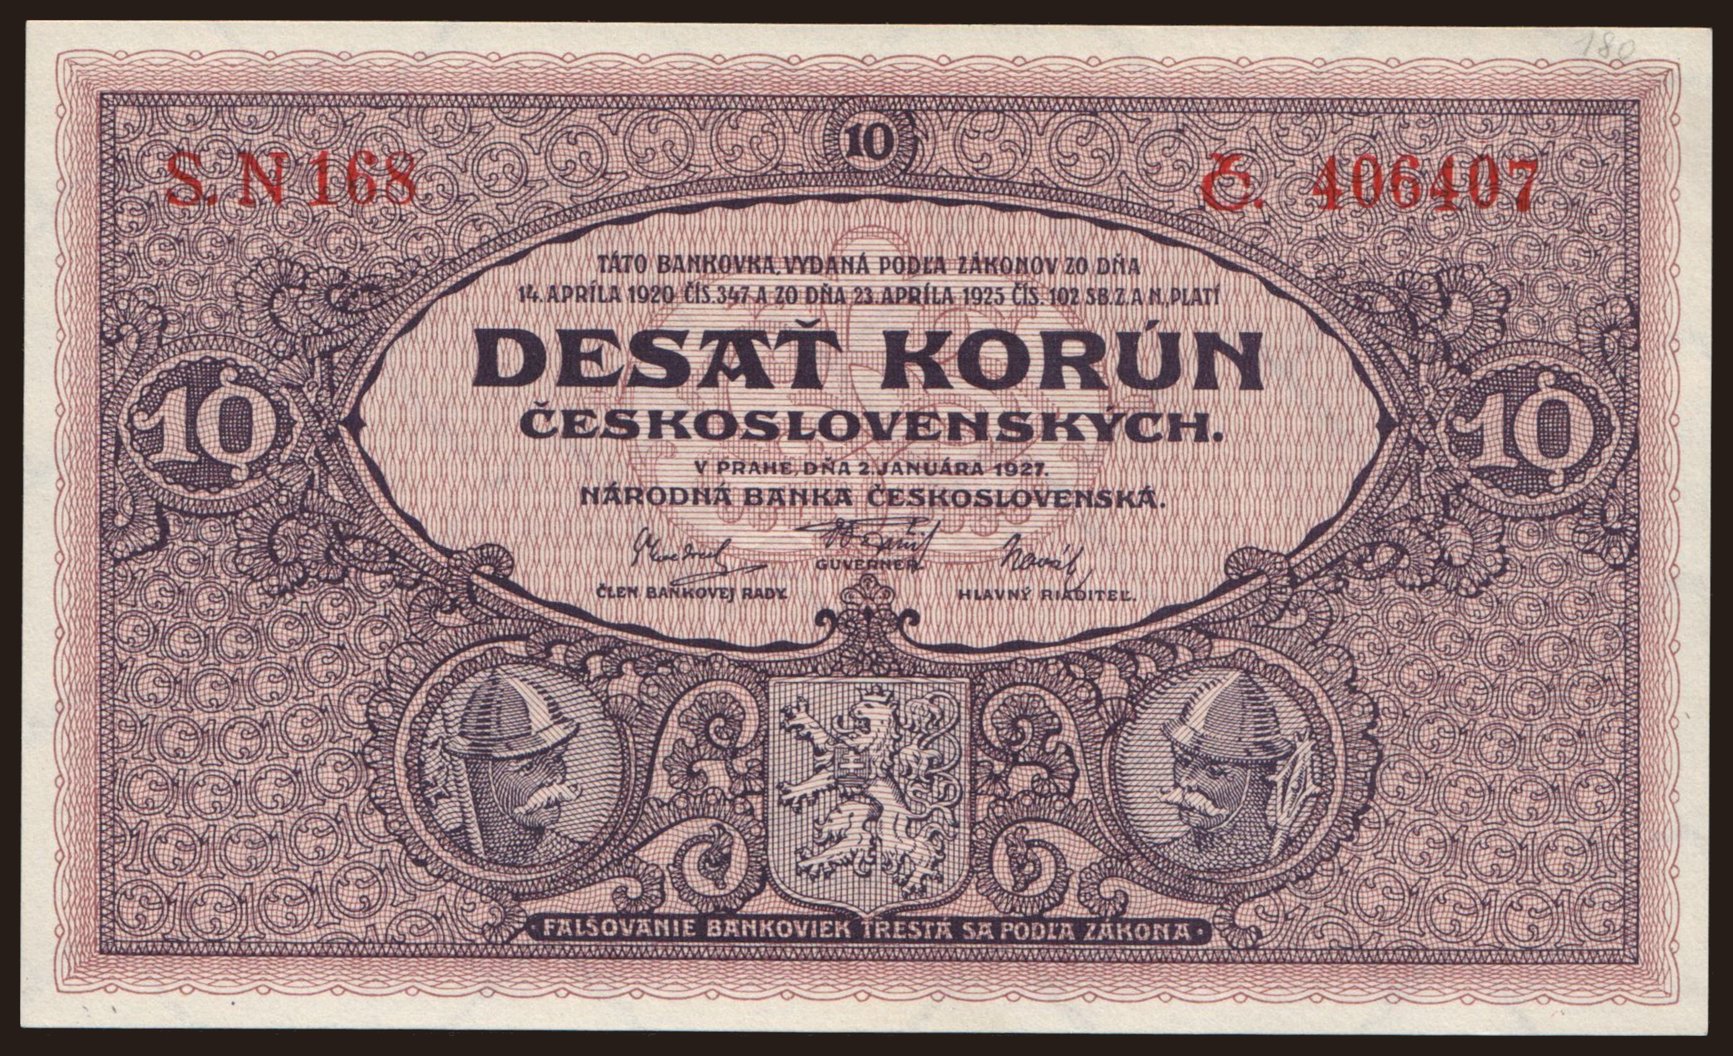 180
10
S. N 168
Č. 406407
TÁTO BANKOVKA, VYDANÁ PODĽA ZÁKONOV ZO DŇA
14. APRÍLA 1920 ČÍS. 347 A ZO DŇA 23. APRÍLA 1925 ČÍS. 102 SB. Z. A N. PLATÍ
DESAŤ KORÚN
ČESKOSLOVENSKÝCH.
10
10
V PRAHE DŇA 2. JANUÁRA 1927.
NÁRODNÁ BANKA ČESKOSLOVENSKÁ.
GUVERNER.
ČLEN BANKOVEJ RADY.
HLAVNÝ RIADITEĽ.
FALŠOVANIE BANKOVIEK TRESTÁ SA PODĽA ZÁKONA